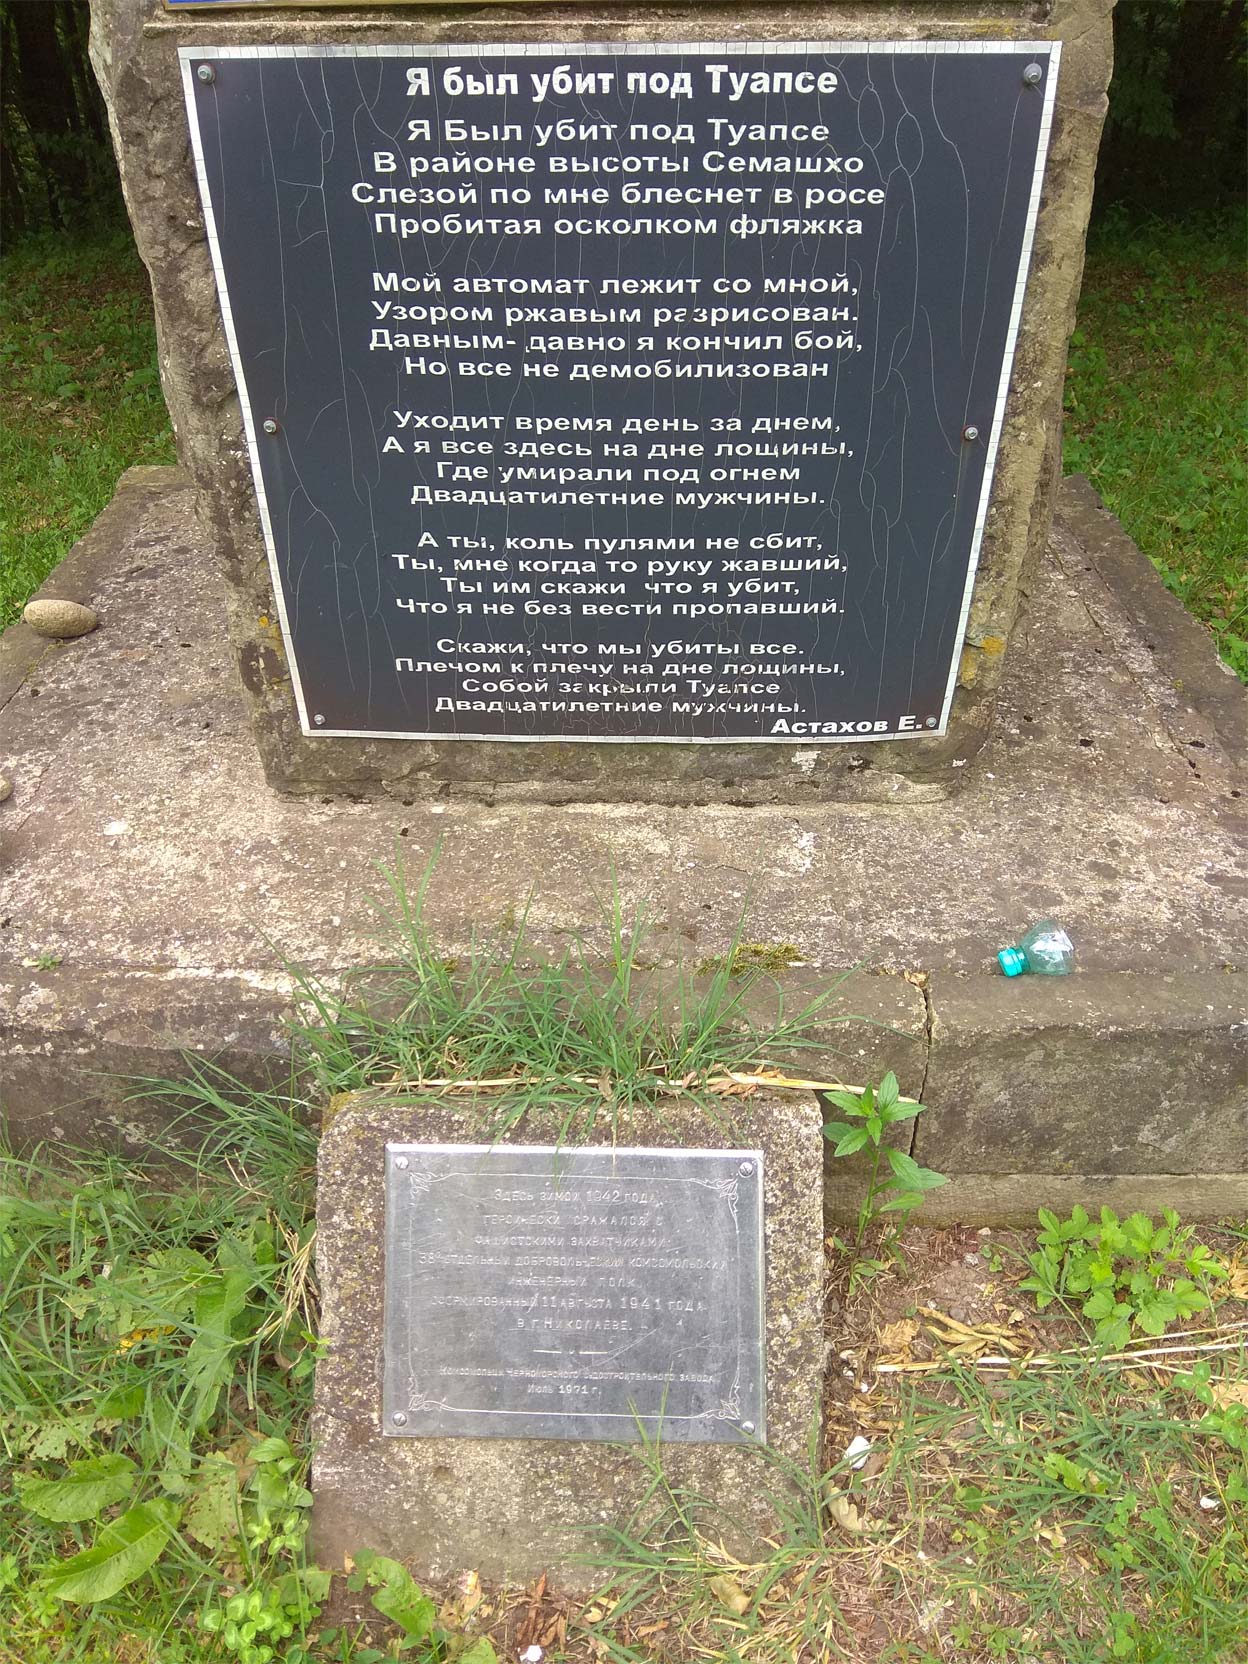 Я был убит под Туапсе
Я Был убит под Туапсе
В районе высоты Семашхо
Слезой по мне блеснет в росе
Пробитая осколком фляжка
Мой автомат лежит со мной,
Узором ржавым разрисован.
Давным- давно я кончил бой,
Но все не демобилизован
Уходит время день за днем,
А я все здесь на дне лощины,
Где умирали под огнем
Двадцатилетние мужчины.
А ты, коль пулями не сбит,
Ты, мне когда то руку жавший,
Ты им скажи что я убит,
Что я не без вести пропавший.
Скажи, что мы убиты все.
Плечом к плечу на дне лощины,
Собой закрыли Туапсе
Двадцатилетние мужчины.
Астахов Е.
Здесь зимой 1942 года
героически сражался с
фашистскими захватчиками
38й отдельный добровольческий комсомольский
инженерный полк,
сформированный 11 августа 1941 года
в г. Николаеве.
Комсомольцы Черноморского судостроительного завода
Июль 1971 г.